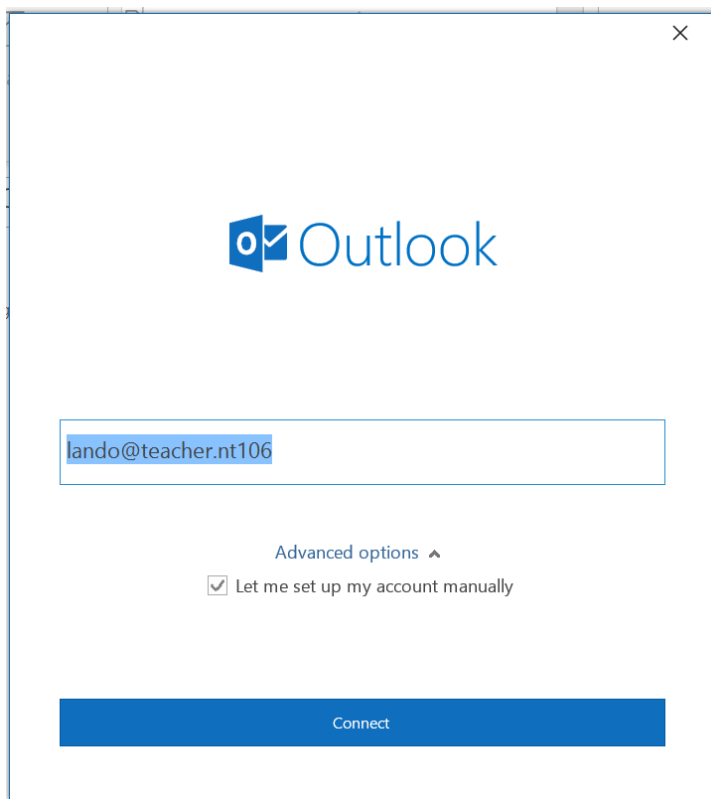 Outlook
lando@teacher.nt106
Advanced options
Let me set up my account manually
Connect